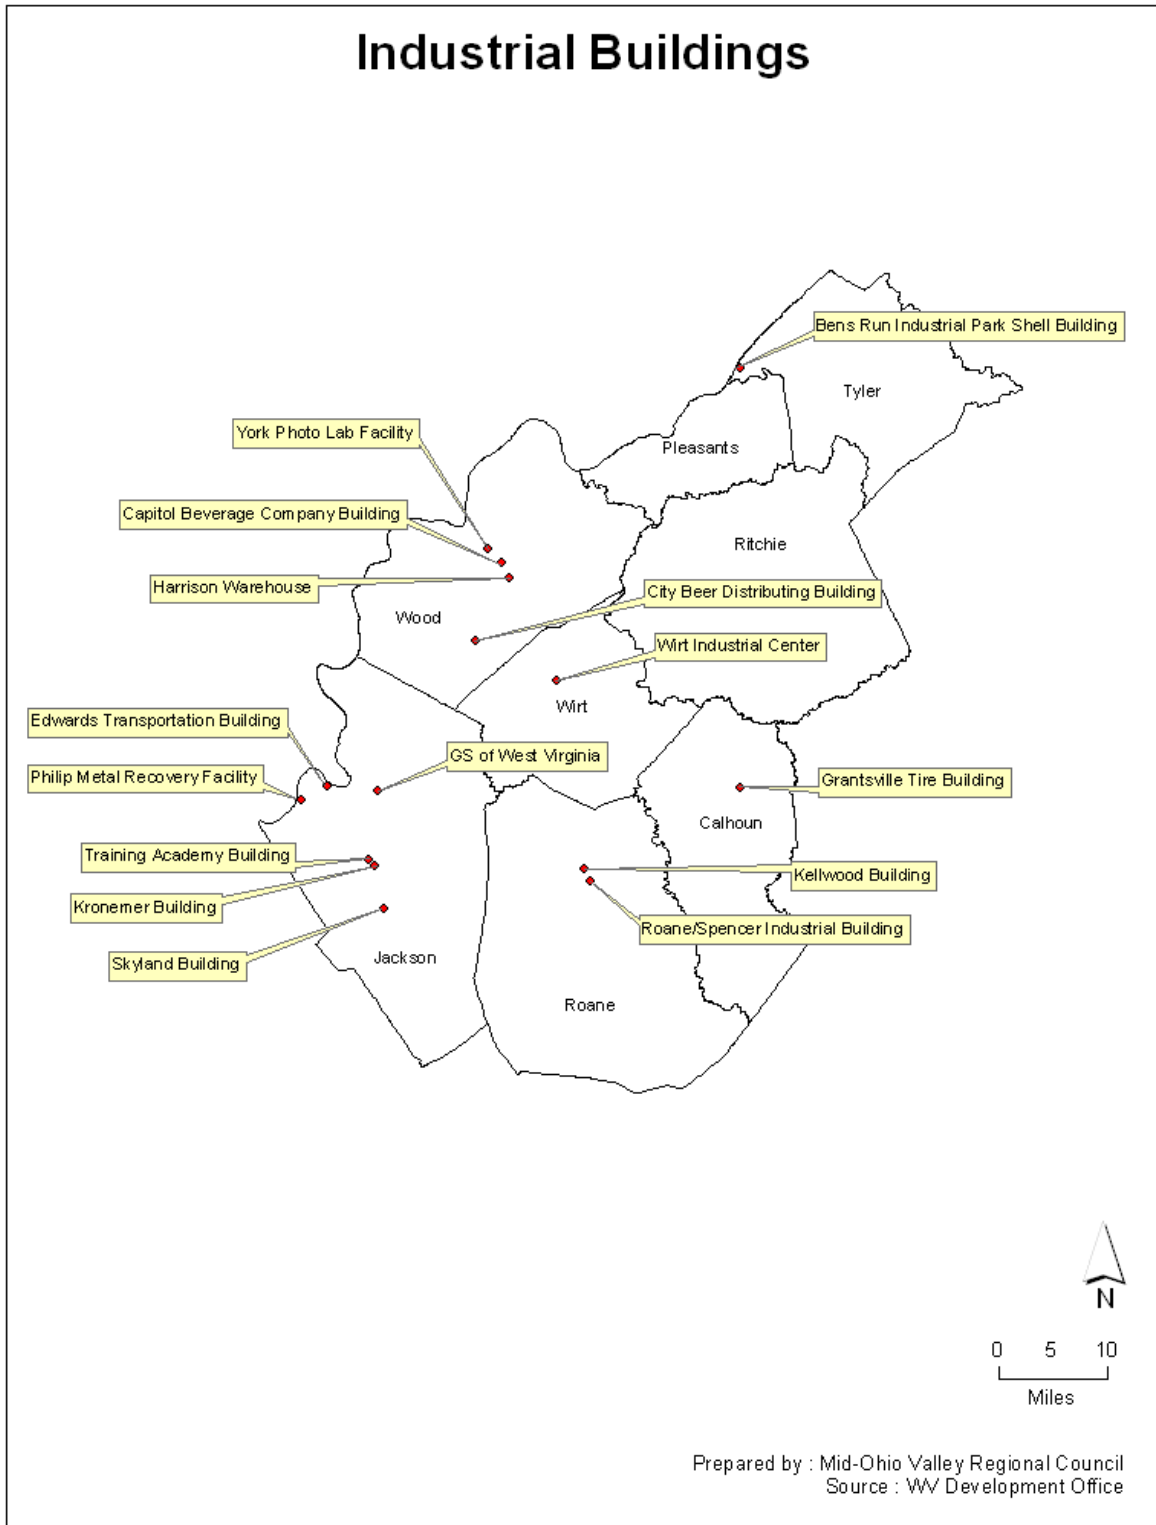 Industrial Buildings
Bens Run Industrial Park Shell Building
Tyler
York Photo Lab Facility
Pleasants
Capitol Beverage Company Building
Ritchie
Harrison Warehouse
City Beer Distributing Building
Wood
Wirt Industrial Center
Wirt
Edwards Transportation Building
GS of West Virginia
Philip Metal Recovery Facility
Grantsville Tire Building
Calhoun
Training Academy Building
Kellwood Building
Kronemer Building
Roane/Spencer Industrial Building
Skyland Building
Jackson
Roane
N
0 5 10
Miles
Prepared by : Mid-Ohio Valley Regional Council
Source : WV Development Office